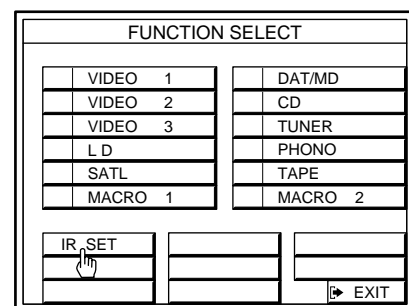 FUNCTION SELECT
VIDEO 1
VIDEO 2
VIDEO 3
L D
SATL
MACRO 1
DAT/MD
CD
TUNER
PHONO
TAPE
MACRO 2
IR SET
EXIT